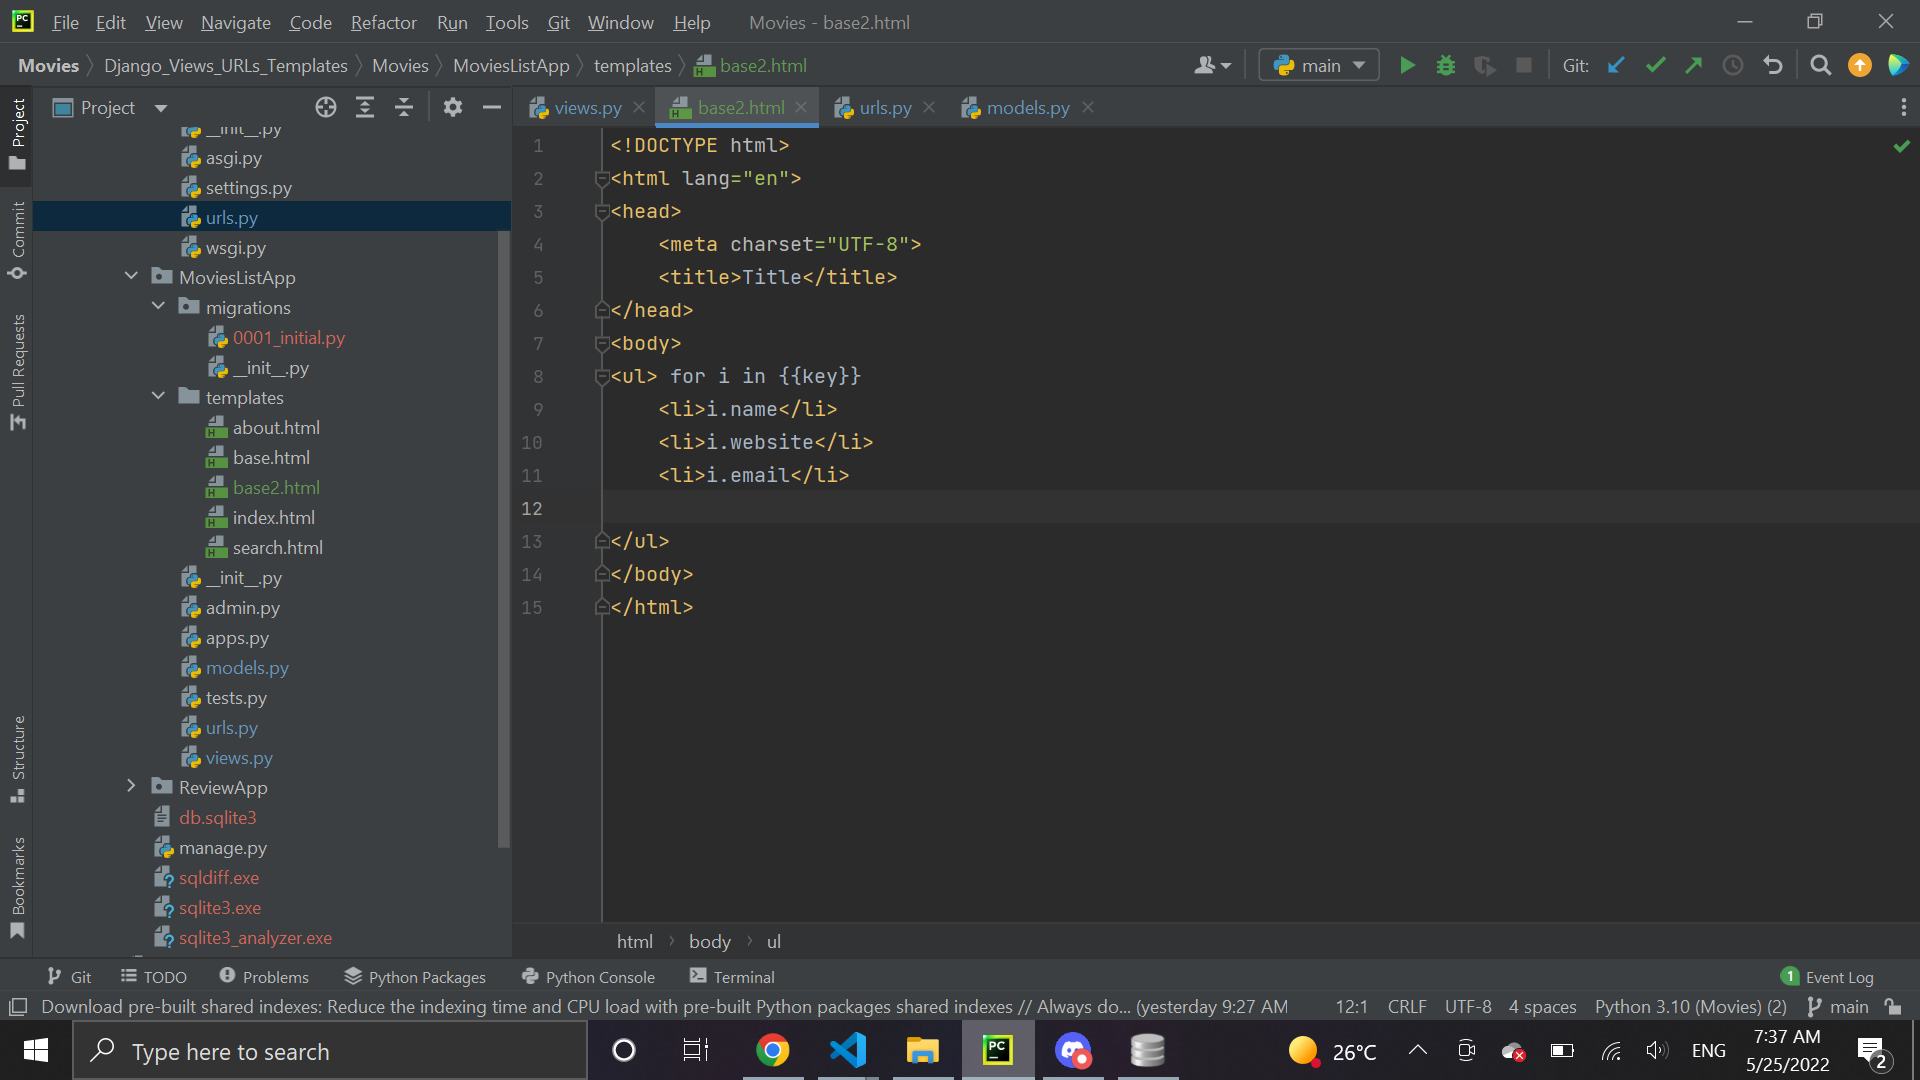 File Edit View Navigate Code Refactor Run Tools Git Window Help Movies - base2.html
Movies Django_Views_URLs_Templates Movies MoviesListApp templates base2.html main Git:
Project
views.py base2.html urls.py models.py
Project
Commit
Pull Requests
Structure
Bookmarks
__init__.py
asgi.py
settings.py
urls.py
wsgi.py
MoviesListApp
migrations
0001_initial.py
__init__.py
templates
about.html
base.html
base2.html
index.html
search.html
__init__.py
admin.py
apps.py
models.py
tests.py
urls.py
views.py
ReviewApp
db.sqlite3
manage.py
sqldiff.exe
sqlite3.exe
sqlite3_analyzer.exe
1 <!DOCTYPE html>
2 <html lang="en">
3 <head>
4 <meta charset="UTF-8">
5 <title>Title</title>
6 </head>
7 <body>
8 <ul> for i in {{key}}
9 <li>i.name</li>
10 <li>i.website</li>
11 <li>i.email</li>
12
13 </ul>
14 </body>
15 </html>
html body ul
Git TODO Problems Python Packages Python Console Terminal 1 Event Log
Download pre-built shared indexes: Reduce the indexing time and CPU load with pre-built Python packages shared indexes // Always do... (yesterday 9:27 AM 12:1 CRLF UTF-8 4 spaces Python 3.10 (Movies) (2) main
Type here to search PC 26°C ENG 7:37 AM
5/25/2022 2